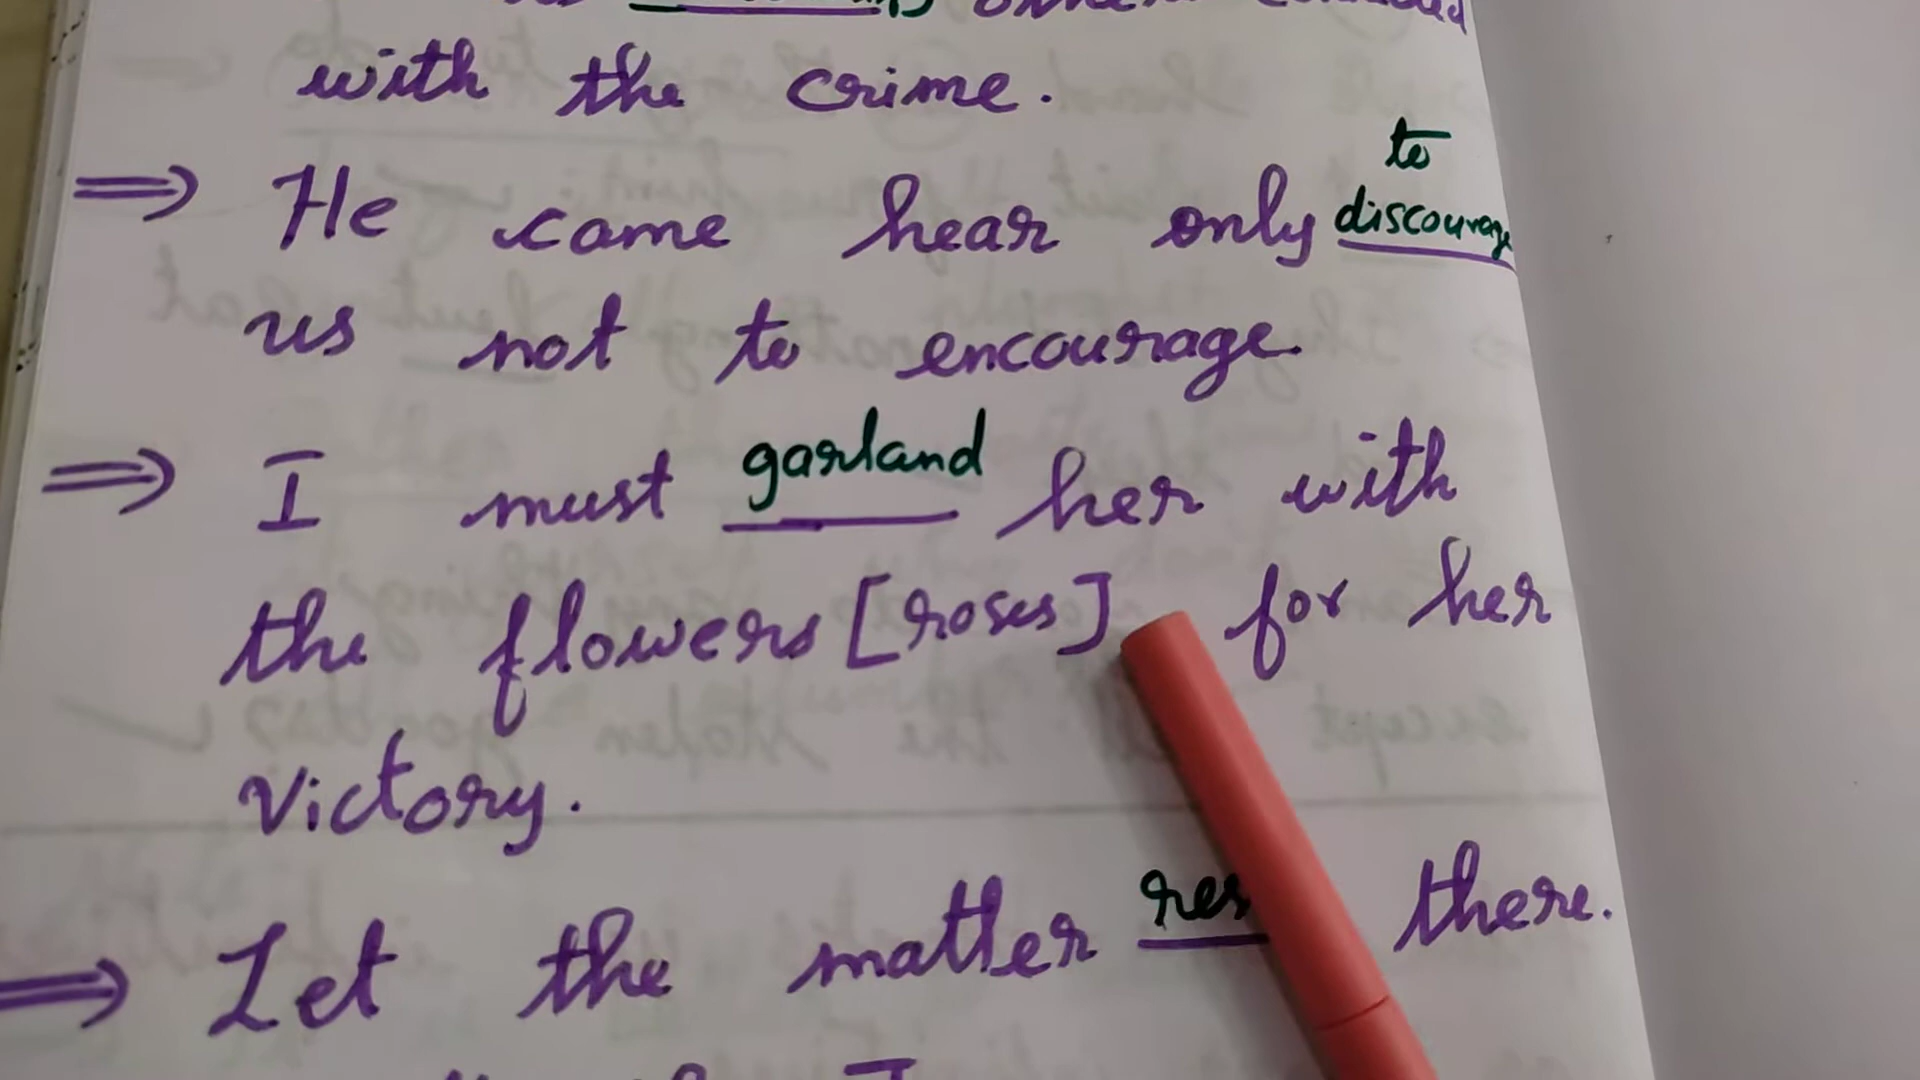 with the crime.
⇒ He came hear only to discourage
us not to encourage.
⇒ I must garland her with
the flowers [roses] for her
victory.
⇒ Let the matter there.